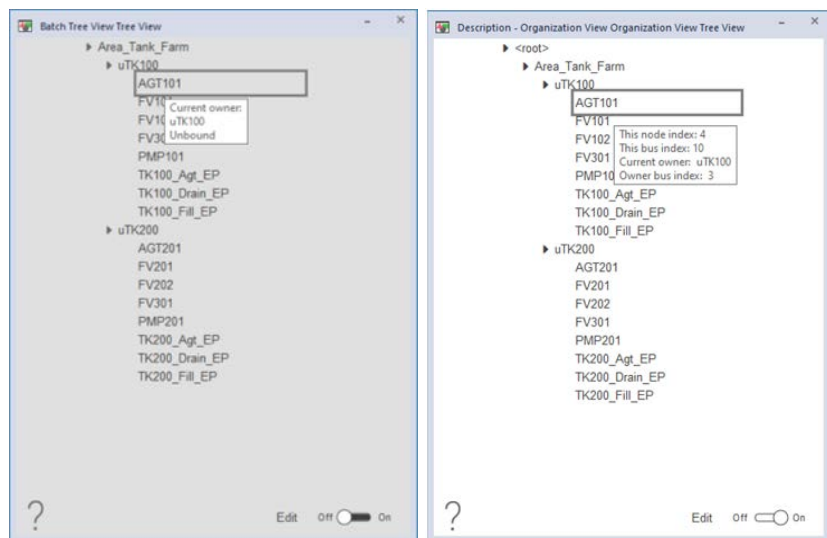 Batch Tree View Tree View
Area_Tank_Farm
uTK100
AGT101
FV10
FV10
FV30
Current owner:
uTK100
Unbound
PMP101
TK100_Agt_EP
TK100_Drain_EP
TK100_Fill_EP
uTK200
AGT201
FV201
FV202
FV301
PMP201
TK200_Agt_EP
TK200_Drain_EP
TK200_Fill_EP
?
Edit Off On
Description - Organization View Organization View Tree View
<root>
Area_Tank_Farm
uTK100
AGT101
FV101
FV102
FV301
PMP10
This node index: 4
This bus index: 10
Current owner: uTK100
Owner bus index: 3
TK100_Agt_EP
TK100_Drain_EP
TK100_Fill_EP
uTK200
AGT201
FV201
FV202
FV301
PMP201
TK200_Agt_EP
TK200_Drain_EP
TK200_Fill_EP
?
Edit Off On